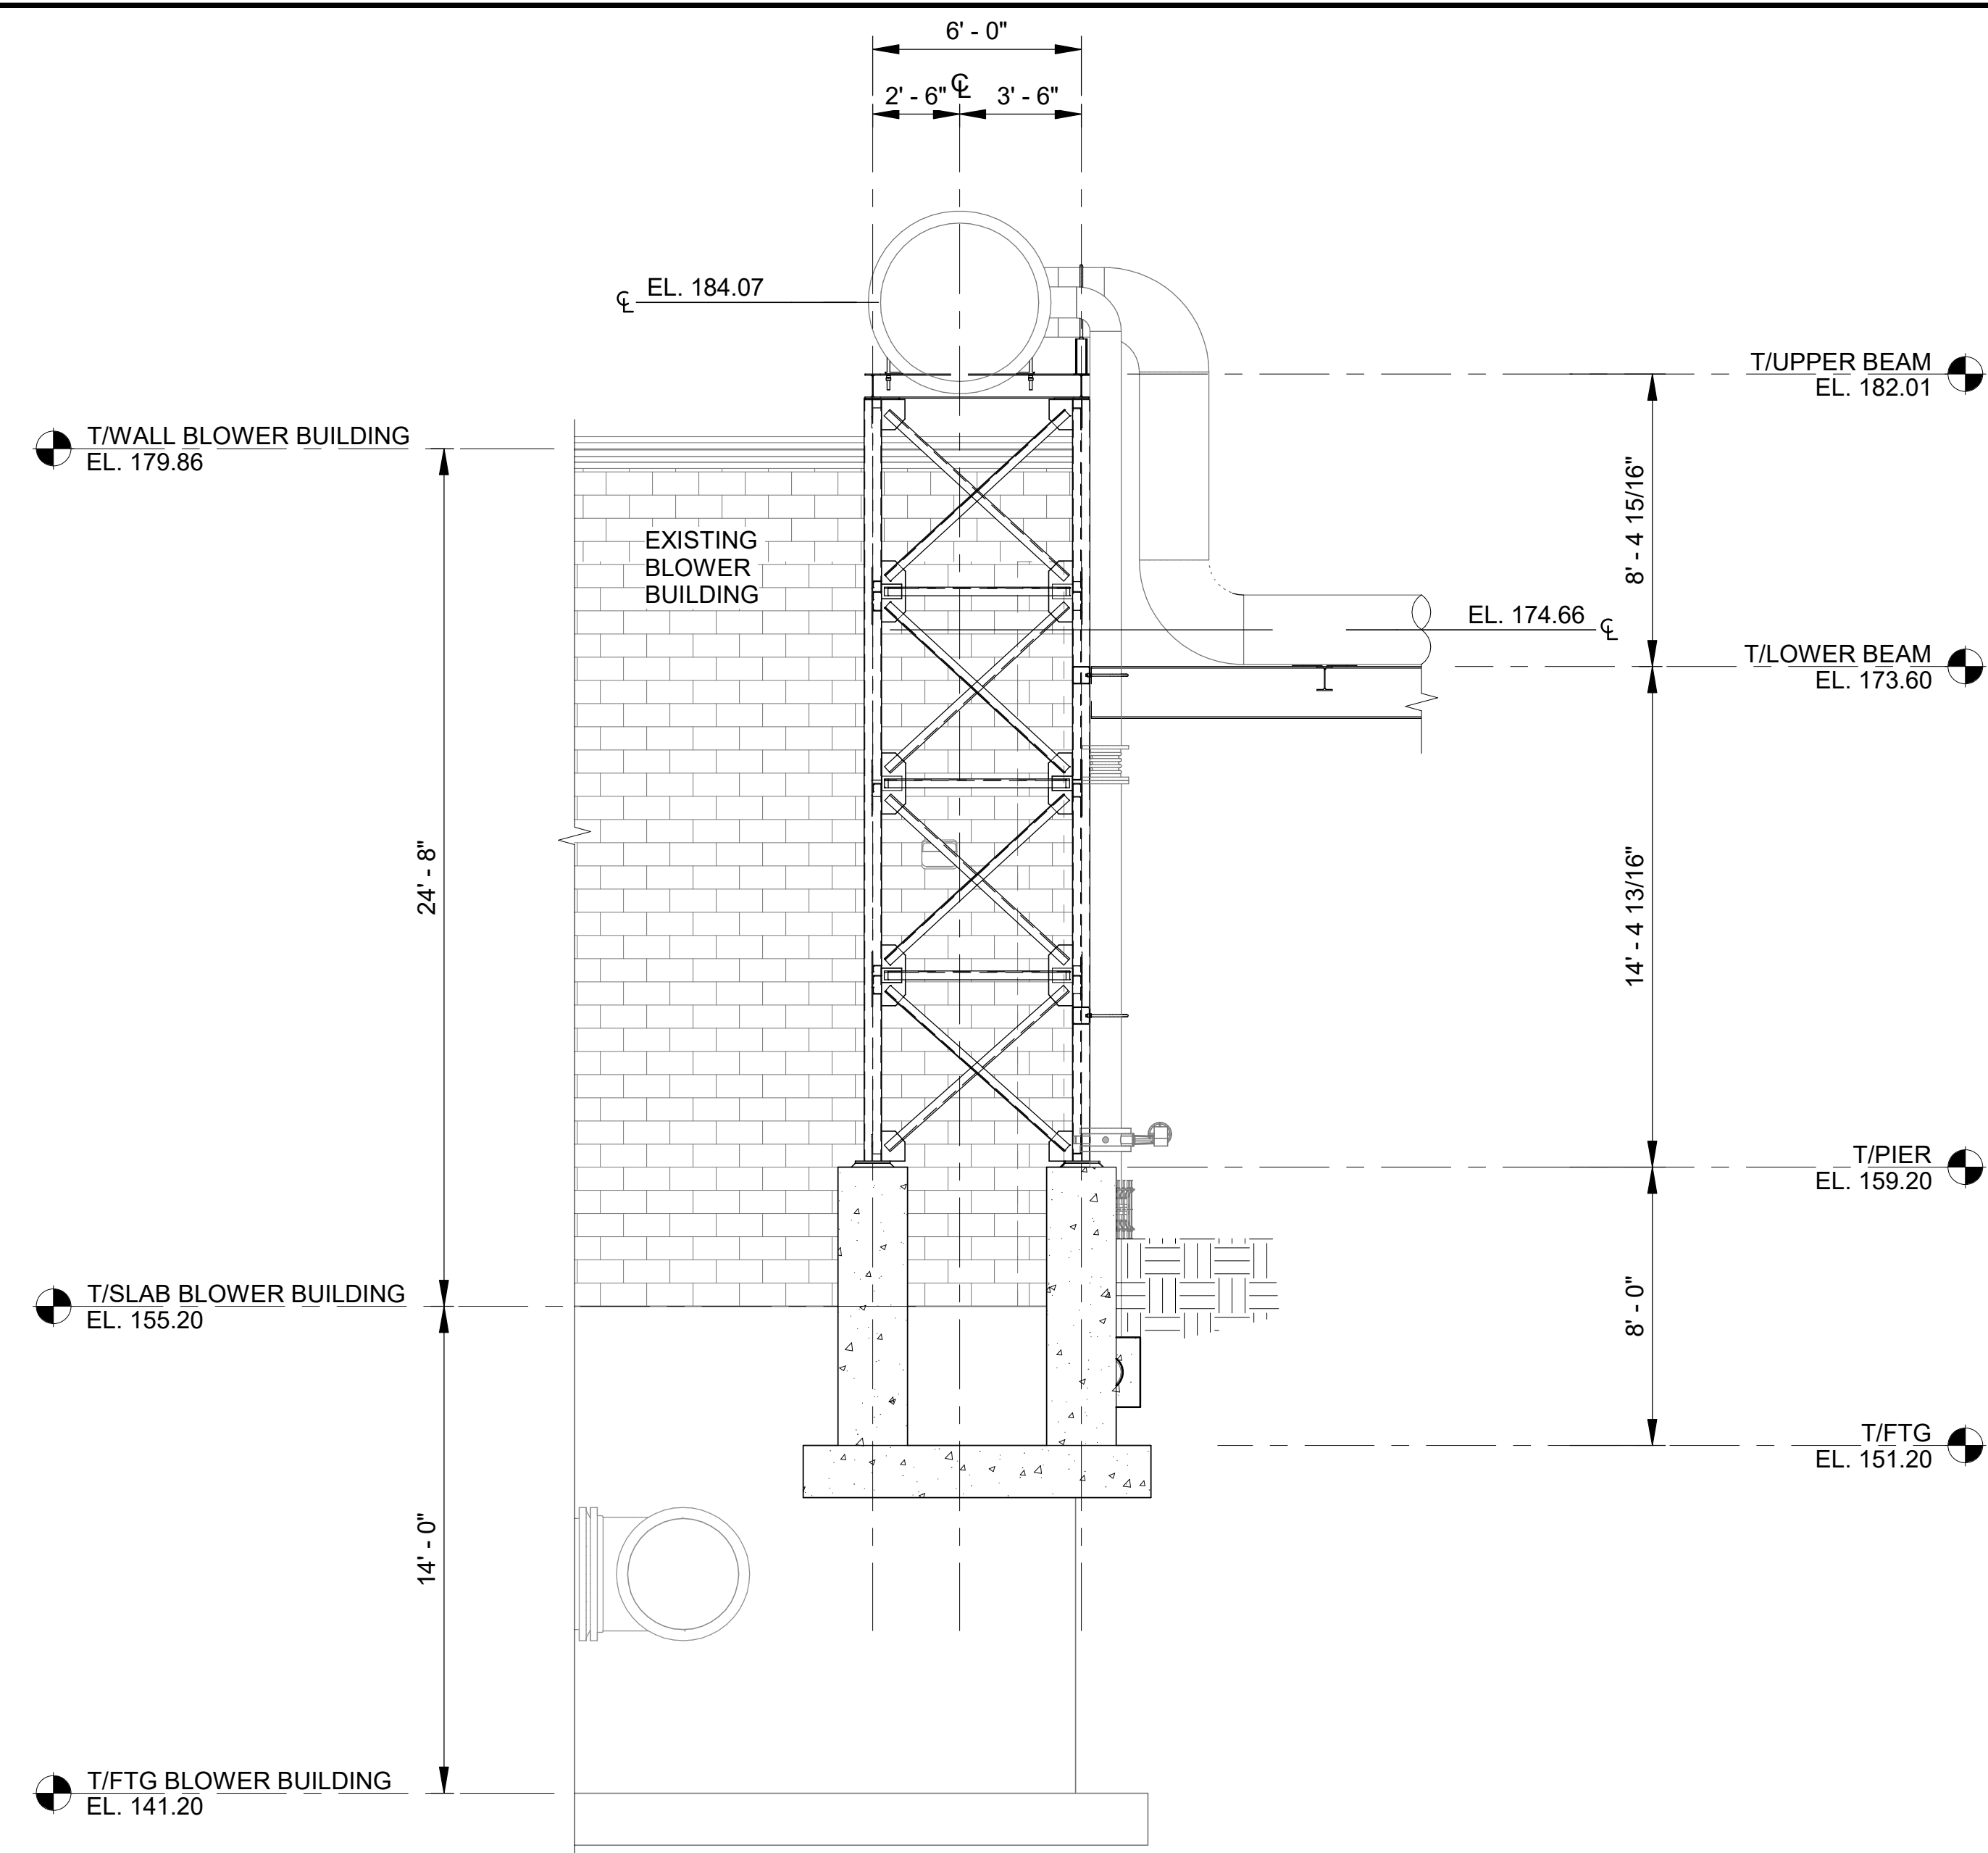 6' - 0"
2' - 6" ℄ 3' - 6"
℄ EL. 184.07
T/UPPER BEAM
EL. 182.01
T/WALL BLOWER BUILDING
EL. 179.86
8' - 4 15/16"
EXISTING
BLOWER
BUILDING
EL. 174.66 ℄
T/LOWER BEAM
EL. 173.60
24' - 8"
14' - 4 13/16"
T/PIER
EL. 159.20
T/SLAB BLOWER BUILDING
EL. 155.20
8' - 0"
T/FTG
EL. 151.20
14' - 0"
T/FTG BLOWER BUILDING
EL. 141.20